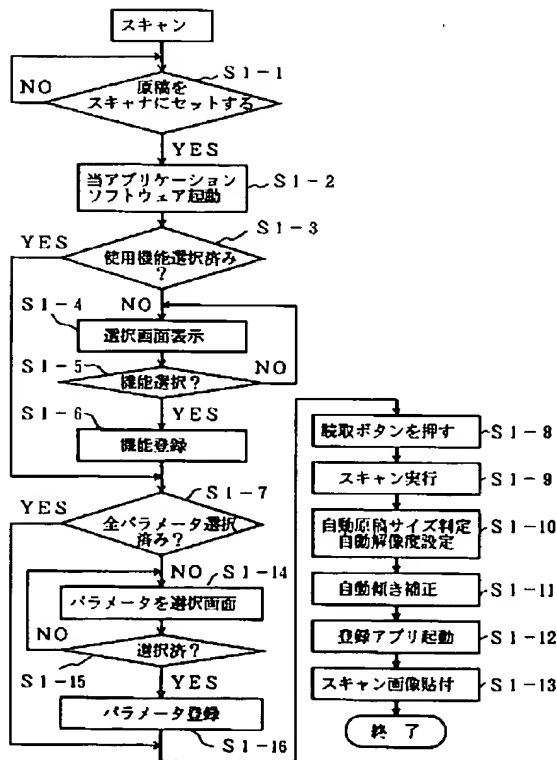 スキャン
S1-1
NO
原稿を
スキャナにセットする
YES
当アプリケーション
ソフトウェア起動
S1-2
S1-3
YES
使用機能選択済み
?
NO
S1-4
選択画面表示
S1-5
機能選択?
NO
S1-6
YES
機能登録
S1-7
YES
全パラメータ選択
済み?
NO
S1-14
パラメータを選択画面
NO
選択済?
S1-15
YES
パラメータ登録
S1-16
読取ボタンを押す
S1-8
スキャン実行
S1-9
自動原稿サイズ判定
自動解像度設定
S1-10
自動傾き補正
S1-11
登録アプリ起動
S1-12
スキャン画像貼付
S1-13
終了